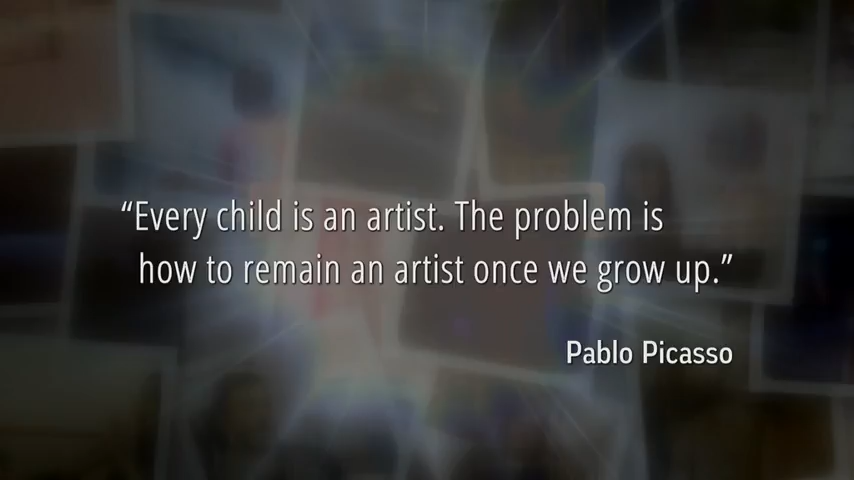 “Every child is an artist. The problem is
how to remain an artist once we grow up.”
Pablo Picasso